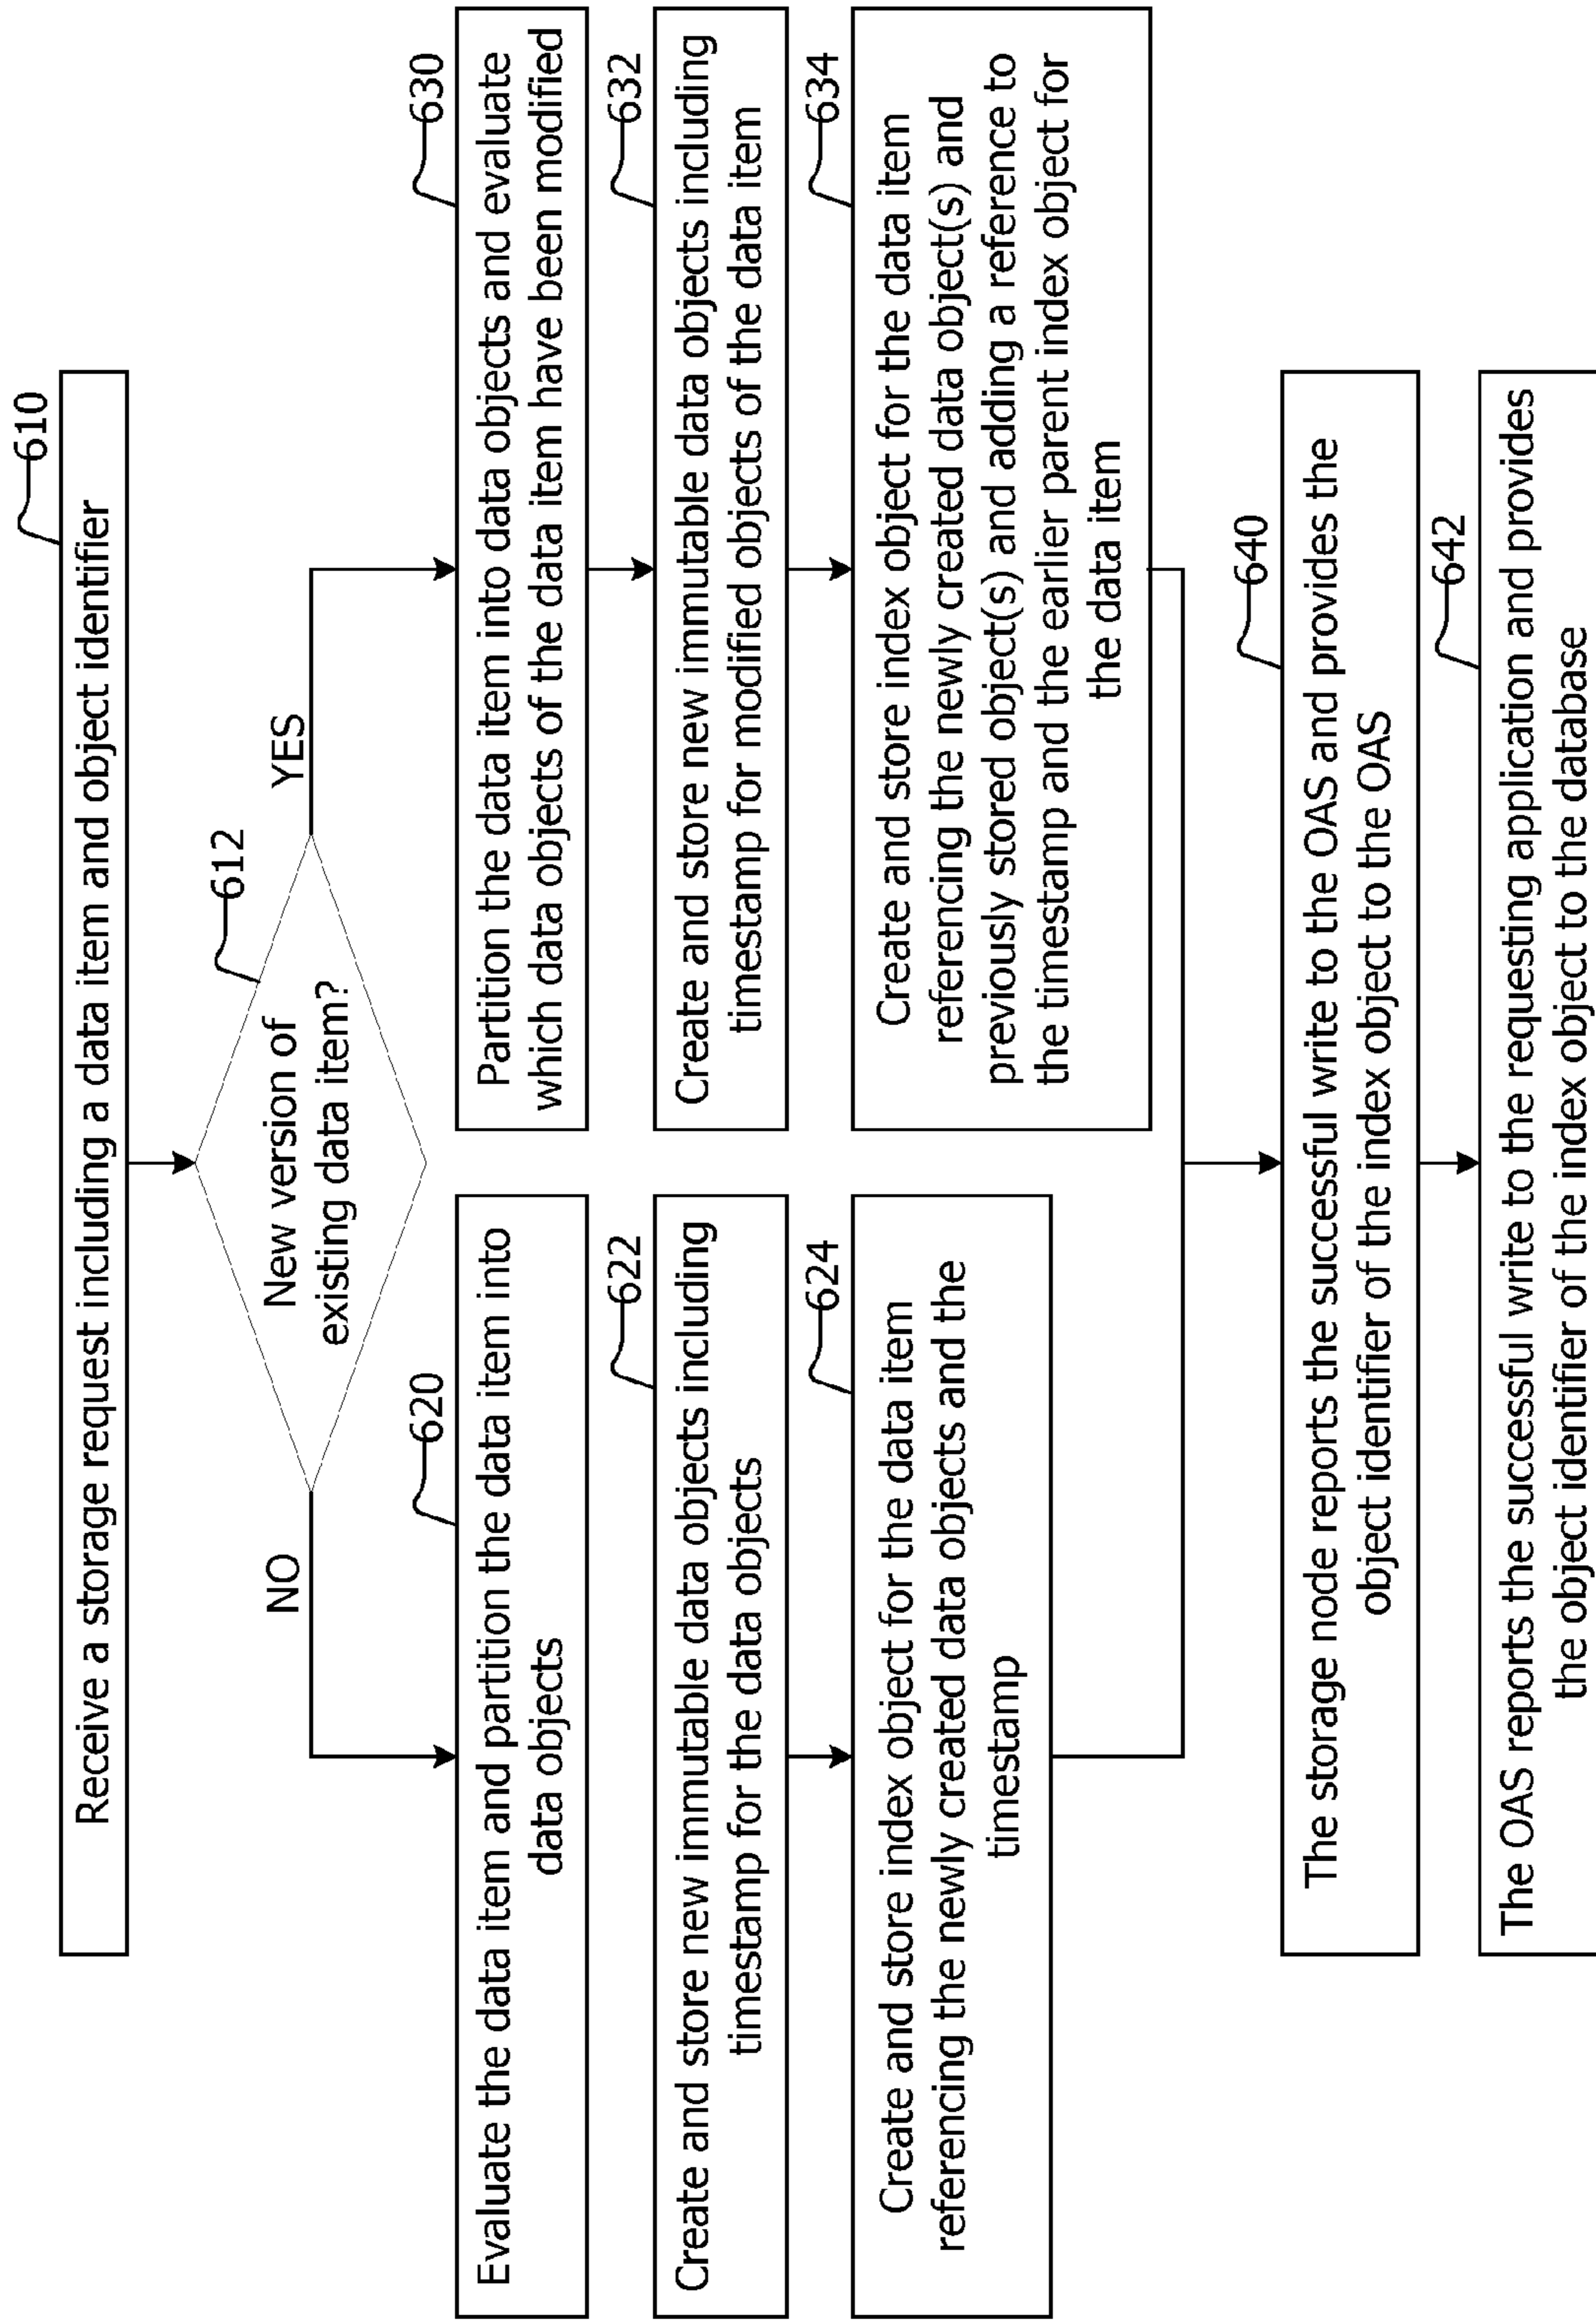 610
Receive a storage request including a data item and object identifier
612
New version of
existing data item?
NO
YES
620
Evaluate the data item and partition the data item into
data objects
622
Create and store new immutable data objects including
timestamp for the data objects
624
Create and store index object for the data item
referencing the newly created data objects and the
timestamp
630
Partition the data item into data objects and evaluate
which data objects of the data item have been modified
632
Create and store new immutable data objects including
timestamp for modified objects of the data item
634
Create and store index object for the data item
referencing the newly created data object(s) and
previously stored object(s) and adding a reference to
the timestamp and the earlier parent index object for
the data item
640
The storage node reports the successful write to the OAS and provides the
object identifier of the index object to the OAS
642
The OAS reports the successful write to the requesting application and provides
the object identifier of the index object to the database